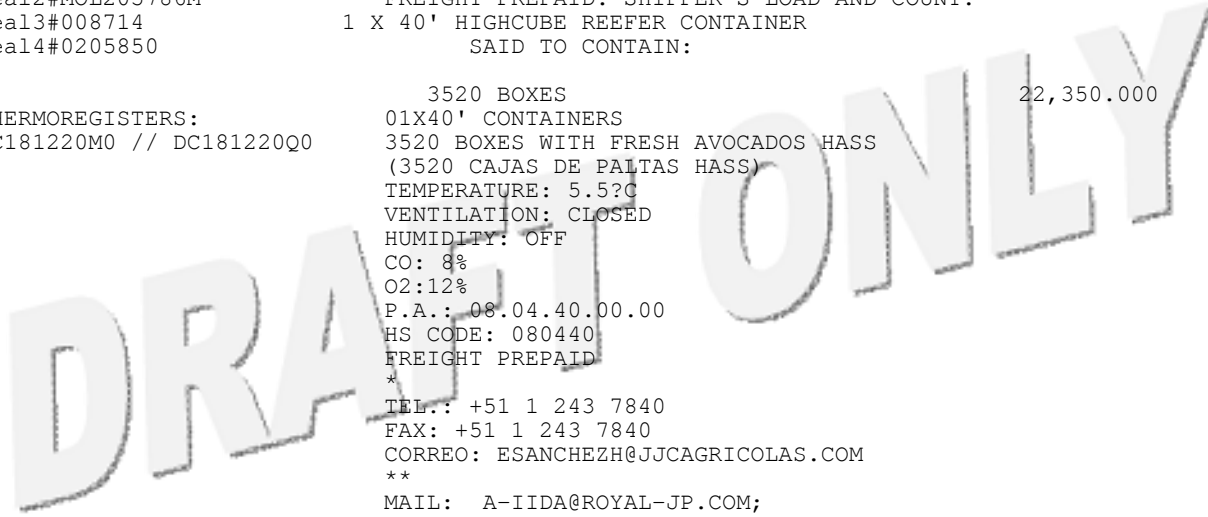 eal2#MOL205786M FREIGHT PREPAID. SHIPPER'S LOAD AND COUNT.
eal3#008714 1 X 40' HIGHCUBE REEFER CONTAINER
eal4#0205850 SAID TO CONTAIN:
3520 BOXES 22,350.000
HERMOREGISTERS: 01X40' CONTAINERS
C181220M0 // DC181220Q0 3520 BOXES WITH FRESH AVOCADOS HASS
(3520 CAJAS DE PALTAS HASS)
TEMPERATURE: 5.5?C
VENTILATION: CLOSED
HUMIDITY: OFF
CO: 8%
O2:12%
P.A.: 08.04.40.00.00
HS CODE: 080440
FREIGHT PREPAID
*
TEL.: +51 1 243 7840
FAX: +51 1 243 7840
CORREO: ESANCHEZH@JJCAGRICOLAS.COM
**
MAIL: A-IIDA@ROYAL-JP.COM;
DRAFT ONLY